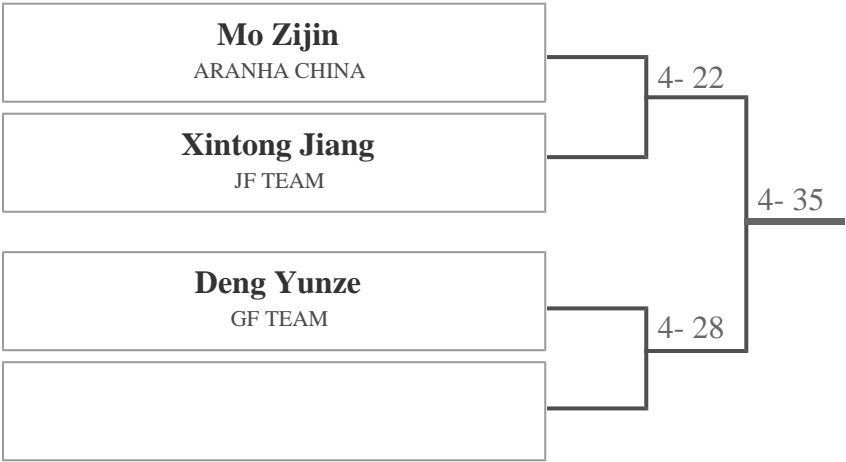 Mo Zijin
ARANHA CHINA
4- 22
Xintong Jiang
JF TEAM
4- 35
Deng Yunze
GF TEAM
4- 28